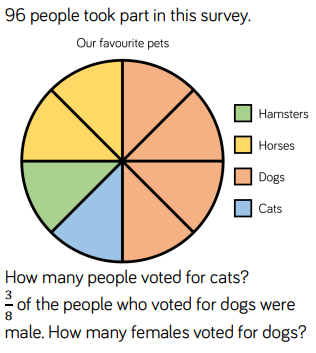 96 people took part in this survey.
Our favourite pets
Hamsters
Horses
Dogs
Cats
How many people voted for cats?
3/8 of the people who voted for dogs were
male. How many females voted for dogs?